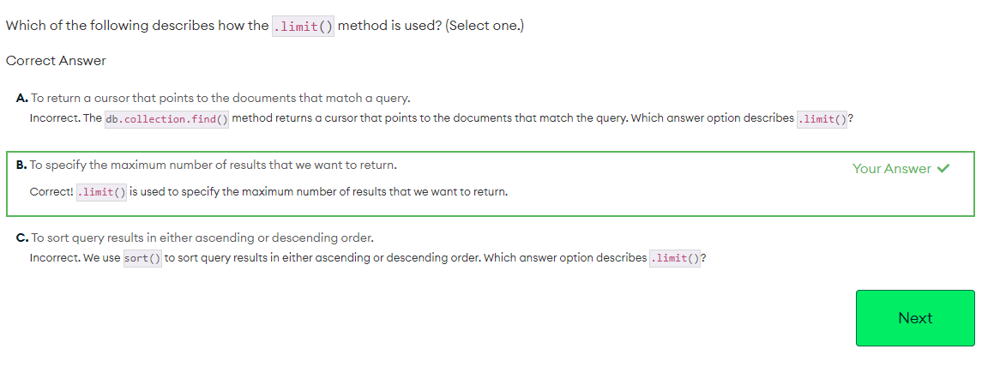 Which of the following describes how the .limit() method is used? (Select one.)
Correct Answer
A. To return a cursor that points to the documents that match a query.
Incorrect. The db.collection.find() method returns a cursor that points to the documents that match the query. Which answer option describes .limit()?
B. To specify the maximum number of results that we want to return.
Your Answer ✓
Correct! .limit() is used to specify the maximum number of results that we want to return.
C. To sort query results in either ascending or descending order.
Incorrect. We use sort() to sort query results in either ascending or descending order. Which answer option describes .limit()?
Next